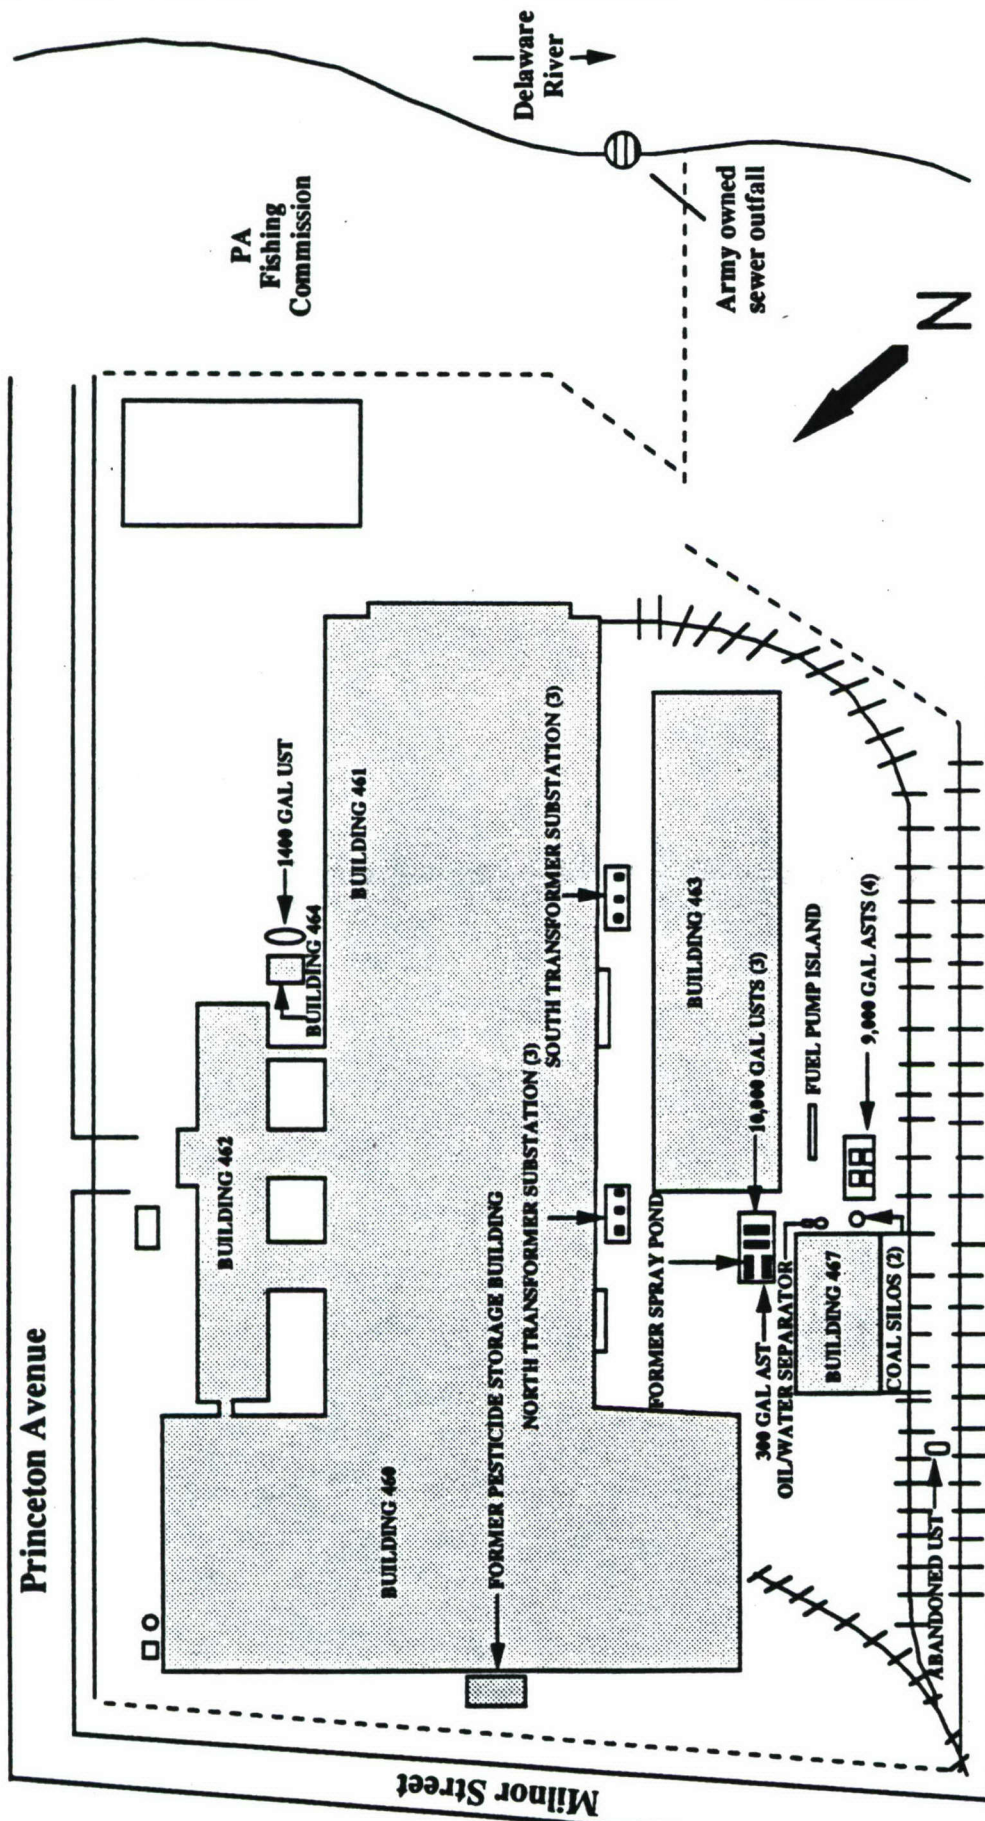 Princeton Avenue
Milnor Street
PA
Fishing
Commission
Delaware
River
Army owned
sewer outfall
N
BUILDING 462
BUILDING 464
1400 GAL UST
BUILDING 461
BUILDING 460
FORMER PESTICIDE STORAGE BUILDING
NORTH TRANSFORMER SUBSTATION (3)
SOUTH TRANSFORMER SUBSTATION (3)
BUILDING 463
FORMER SPRAY POND
10,000 GAL USTS (3)
300 GAL AST
OIL/WATER SEPARATOR
FUEL PUMP ISLAND
BUILDING 467
9,000 GAL ASTS (4)
COAL SILOS (2)
ABANDONED UST